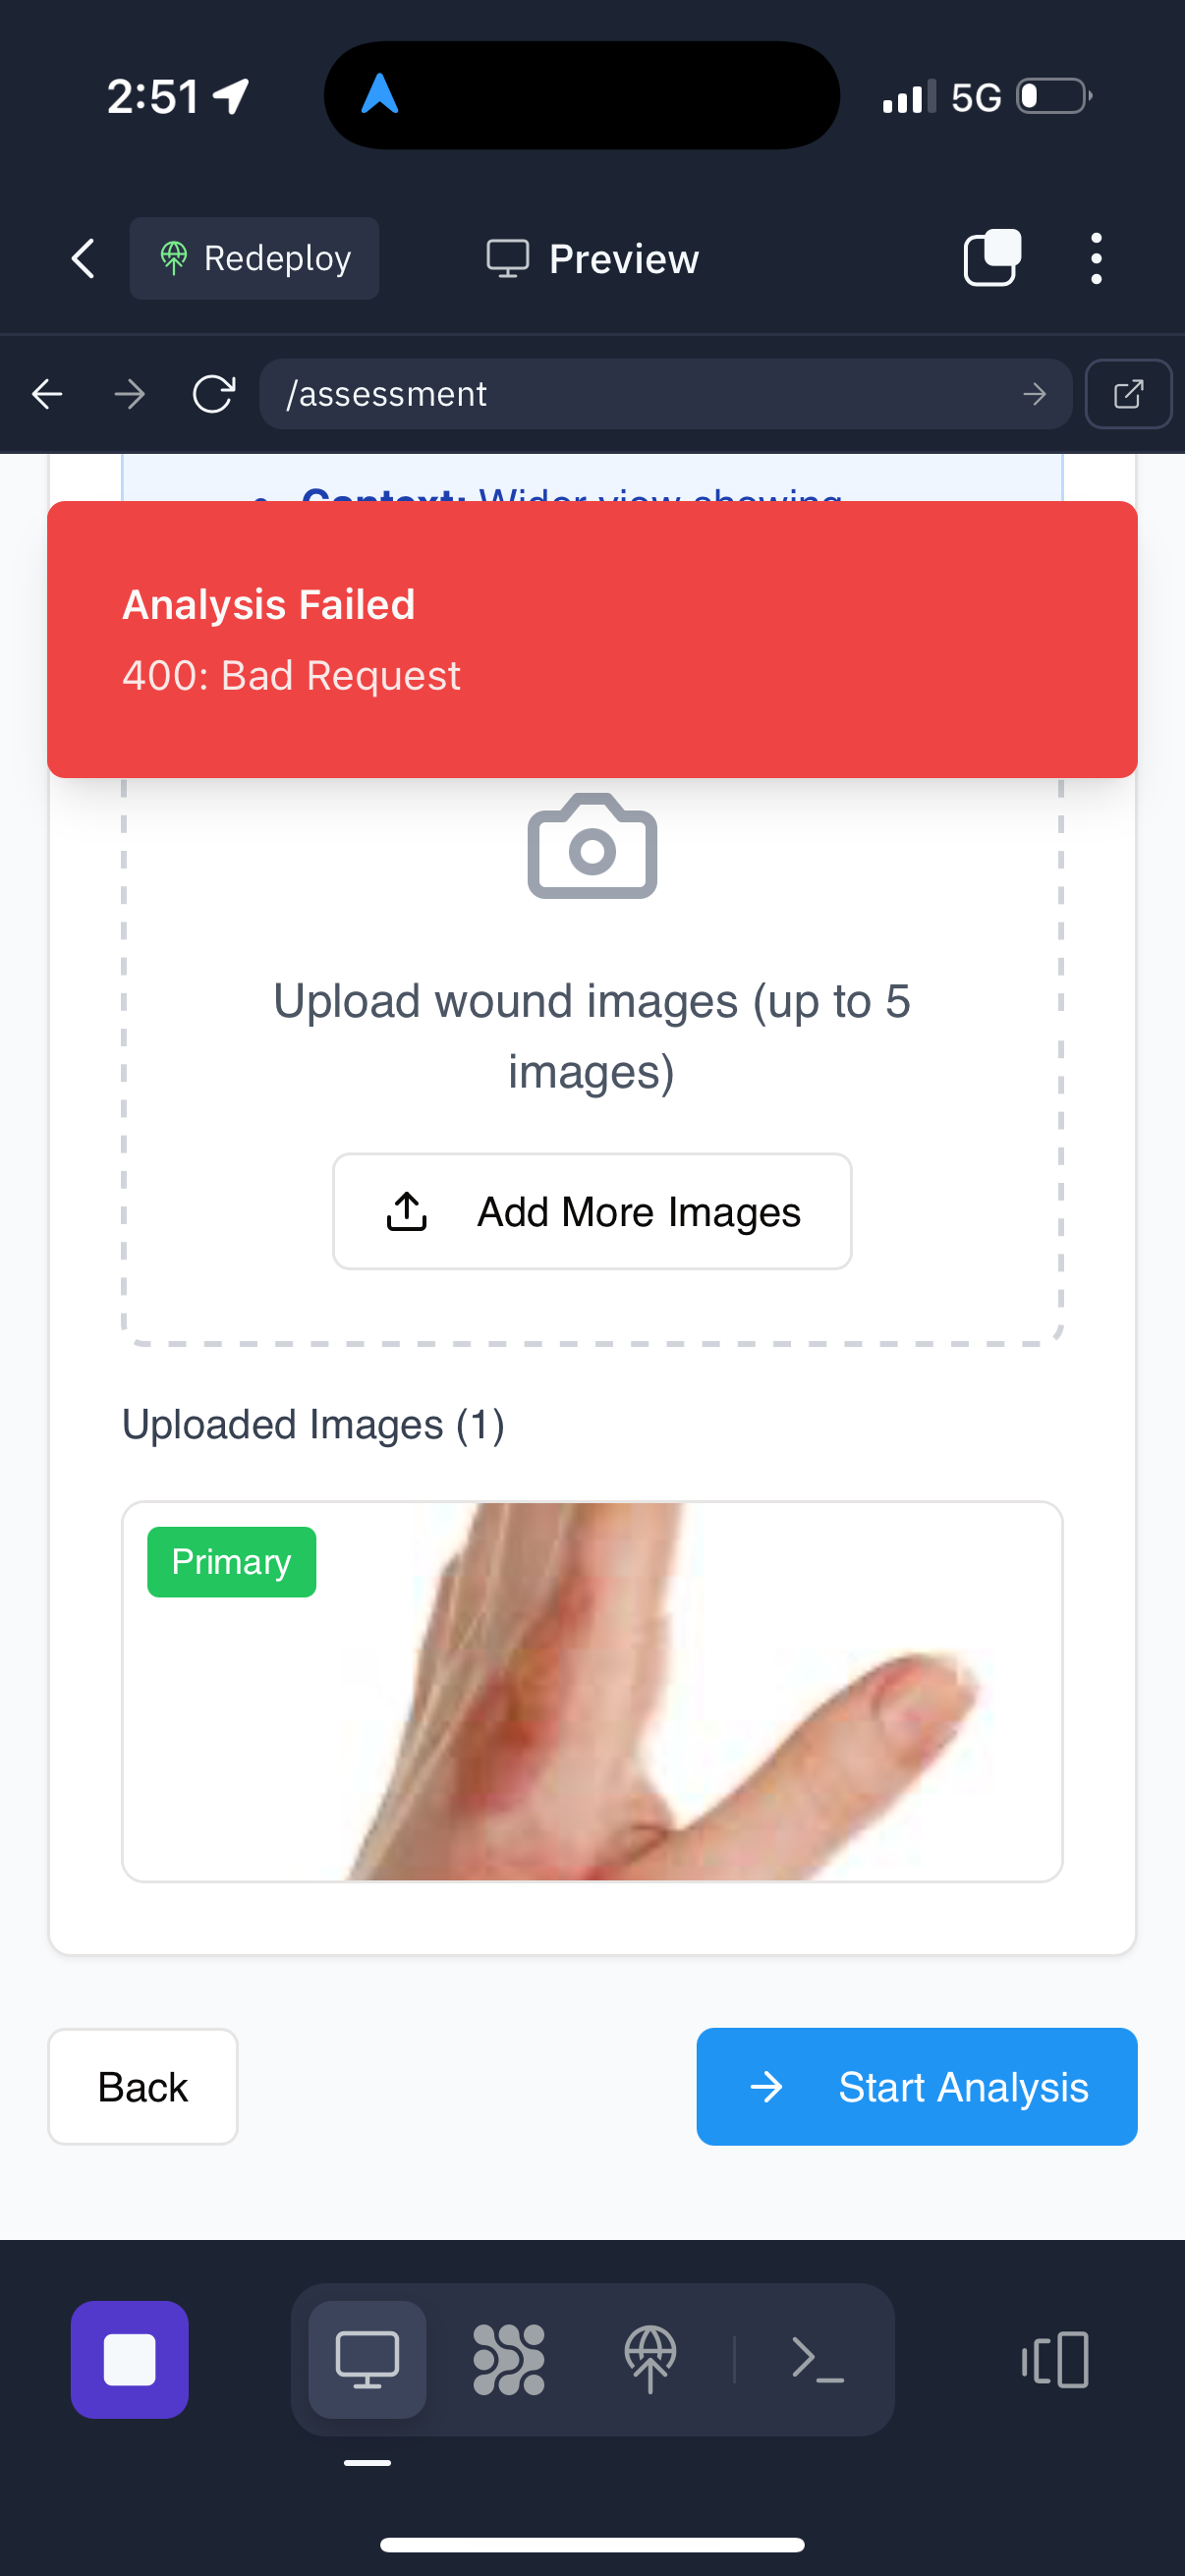 2:51
5G
Redeploy
Preview
/assessment
Context: Wider view showing
Analysis Failed
400: Bad Request
Upload wound images (up to 5
images)
Add More Images
Uploaded Images (1)
Primary
Back
Start Analysis